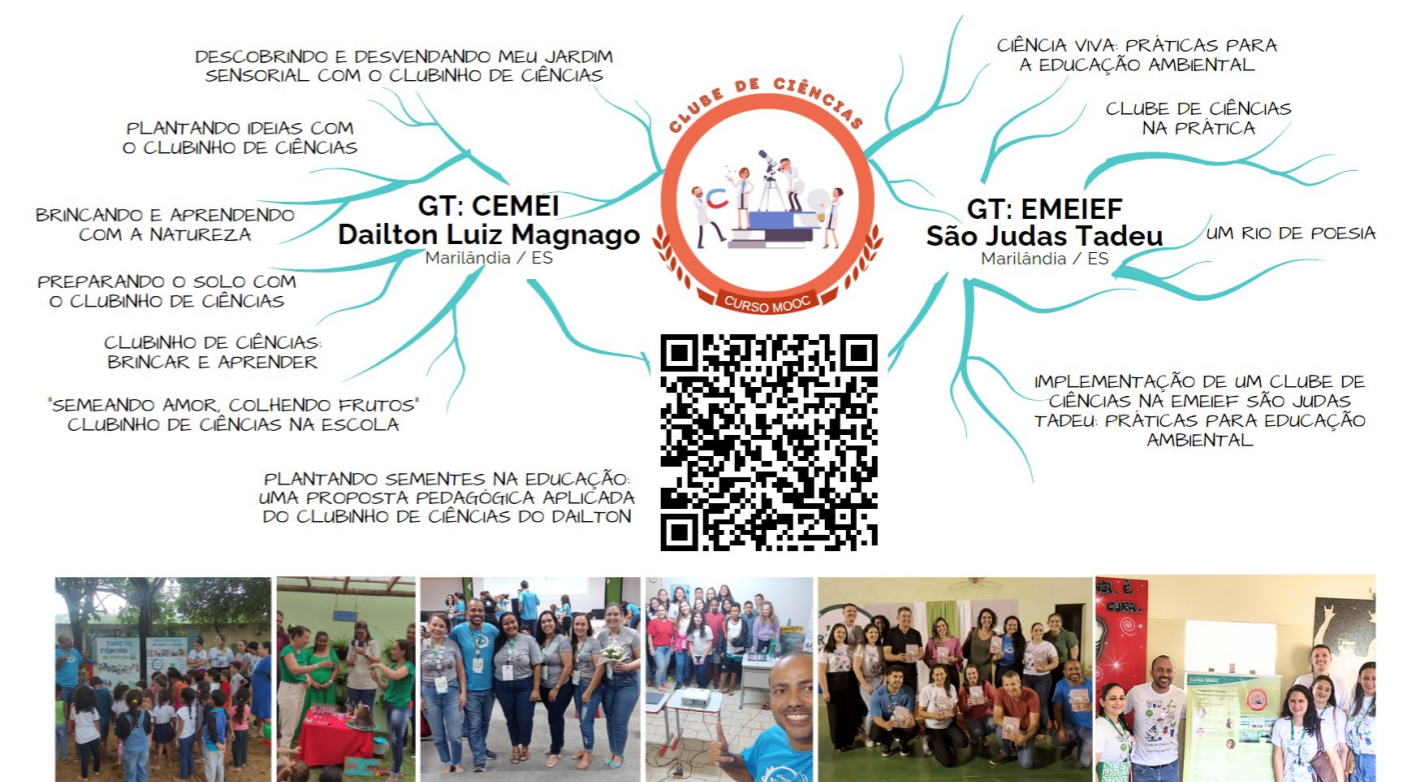 DESCOBRINDO E DESVENDANDO MEU JARDIM
SENSORIAL COM O CLUBINHO DE CIÊNCIAS
PLANTANDO IDEIAS COM
O CLUBINHO DE CIÊNCIAS
BRINCANDO E APRENDENDO
COM A NATUREZA
GT: CEMEI
Dailton Luiz Magnago
Marilândia / ES
PREPARANDO O SOLO COM
O CLUBINHO DE CIÊNCIAS
CLUBINHO DE CIÊNCIAS:
BRINCAR E APRENDER
"SEMEANDO AMOR, COLHENDO FRUTOS"
CLUBINHO DE CIÊNCIAS NA ESCOLA
PLANTANDO SEMENTES NA EDUCAÇÃO:
UMA PROPOSTA PEDAGÓGICA APLICADA
DO CLUBINHO DE CIÊNCIAS DO DAILTON
CLUBE DE CIÊNCIAS
CURSO MOOC
CIÊNCIA VIVA: PRÁTICAS PARA
A EDUCAÇÃO AMBIENTAL
CLUBE DE CIÊNCIAS
NA PRÁTICA
GT: EMEIEF
São Judas Tadeu
Marilândia / ES
UM RIO DE POESIA
IMPLEMENTAÇÃO DE UM CLUBE DE
CIÊNCIAS NA EMEIEF SÃO JUDAS
TADEU: PRÁTICAS PARA EDUCAÇÃO
AMBIENTAL